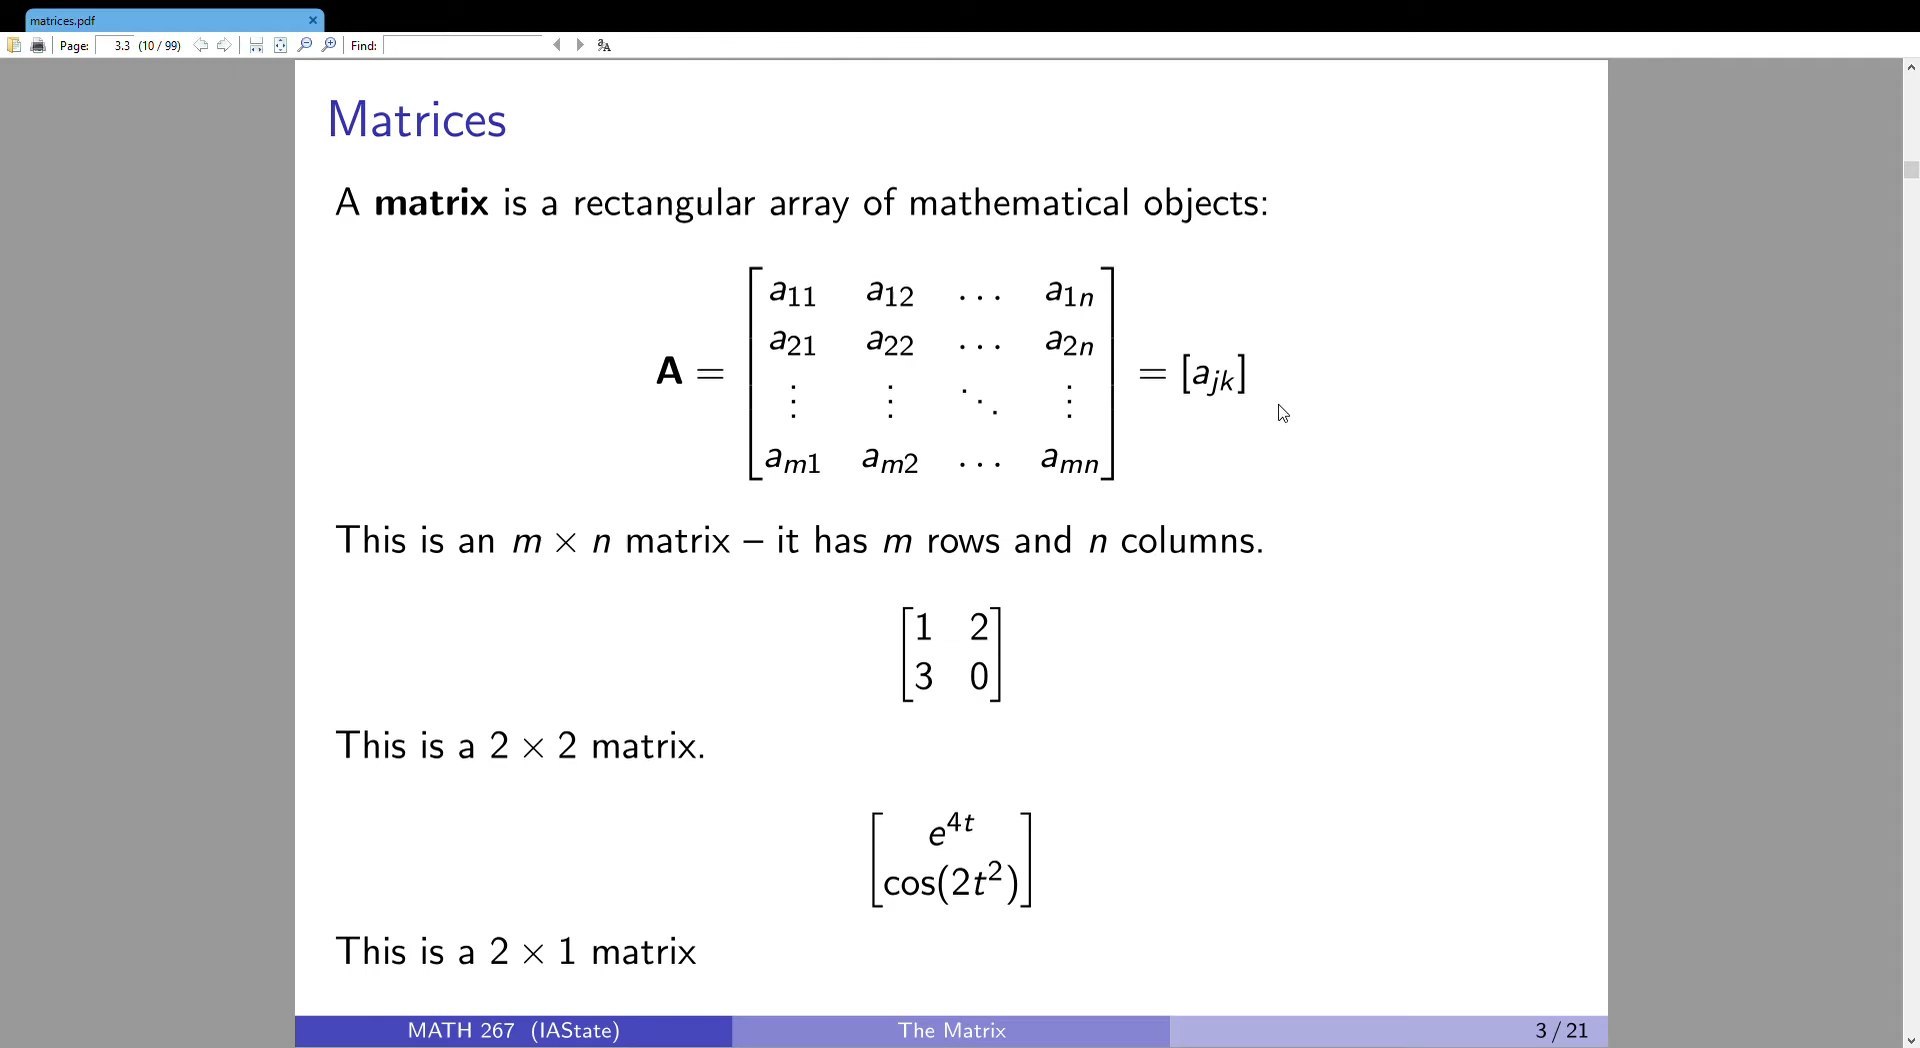 matrices.pdf ×
Page: 3.3 (10 / 99) Find: aA
Matrices
A matrix is a rectangular array of mathematical objects:
a11 a12 … a1n
a21 a22 … a2n
A = ⋮ ⋮ ⋱ ⋮ = [ajk]
am1 am2 … amn
This is an m × n matrix – it has m rows and n columns.
1 2
3 0
This is a 2 × 2 matrix.
e^4t
cos(2t²)
This is a 2 × 1 matrix
MATH 267 (IAState) The Matrix 3 / 21